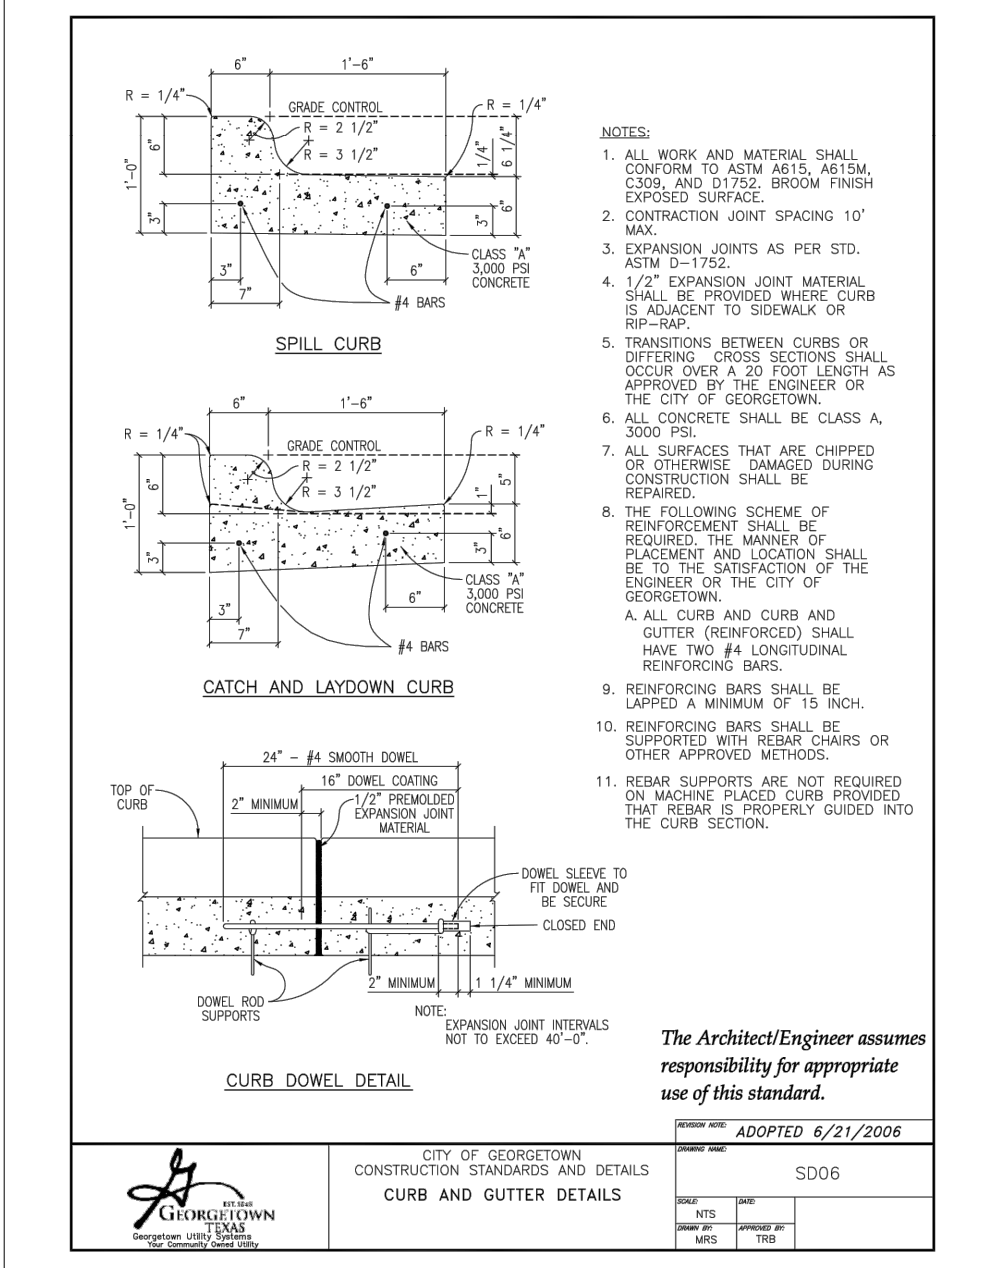 6"
1'-6"
R = 1/4"
GRADE CONTROL
R = 1/4"
R = 2 1/2"
R = 3 1/2"
6"
1'-0"
3"
1/4"
6 1/4"
3"
6"
CLASS "A"
3,000 PSI
CONCRETE
3"
6"
7"
#4 BARS
SPILL CURB
6"
1'-6"
R = 1/4"
GRADE CONTROL
R = 1/4"
R = 2 1/2"
R = 3 1/2"
6"
1'-0"
3"
1"
5"
3"
6"
CLASS "A"
3,000 PSI
CONCRETE
3"
6"
7"
#4 BARS
CATCH AND LAYDOWN CURB
24" - #4 SMOOTH DOWEL
16" DOWEL COATING
TOP OF
CURB
2" MINIMUM
1/2" PREMOLDED
EXPANSION JOINT
MATERIAL
DOWEL SLEEVE TO
FIT DOWEL AND
BE SECURE
CLOSED END
2" MINIMUM
1 1/4" MINIMUM
DOWEL ROD
SUPPORTS
NOTE:
EXPANSION JOINT INTERVALS
NOT TO EXCEED 40'-0".
CURB DOWEL DETAIL
NOTES:
1. ALL WORK AND MATERIAL SHALL
CONFORM TO ASTM A615, A615M,
C309, AND D1752. BROOM FINISH
EXPOSED SURFACE.
2. CONTRACTION JOINT SPACING 10'
MAX.
3. EXPANSION JOINTS AS PER STD.
ASTM D-1752.
4. 1/2" EXPANSION JOINT MATERIAL
SHALL BE PROVIDED WHERE CURB
IS ADJACENT TO SIDEWALK OR
RIP-RAP.
5. TRANSITIONS BETWEEN CURBS OR
DIFFERING CROSS SECTIONS SHALL
OCCUR OVER A 20 FOOT LENGTH AS
APPROVED BY THE ENGINEER OR
THE CITY OF GEORGETOWN.
6. ALL CONCRETE SHALL BE CLASS A,
3000 PSI.
7. ALL SURFACES THAT ARE CHIPPED
OR OTHERWISE DAMAGED DURING
CONSTRUCTION SHALL BE
REPAIRED.
8. THE FOLLOWING SCHEME OF
REINFORCEMENT SHALL BE
REQUIRED. THE MANNER OF
PLACEMENT AND LOCATION SHALL
BE TO THE SATISFACTION OF THE
ENGINEER OR THE CITY OF
GEORGETOWN.
A. ALL CURB AND CURB AND
GUTTER (REINFORCED) SHALL
HAVE TWO #4 LONGITUDINAL
REINFORCING BARS.
9. REINFORCING BARS SHALL BE
LAPPED A MINIMUM OF 15 INCH.
10. REINFORCING BARS SHALL BE
SUPPORTED WITH REBAR CHAIRS OR
OTHER APPROVED METHODS.
11. REBAR SUPPORTS ARE NOT REQUIRED
ON MACHINE PLACED CURB PROVIDED
THAT REBAR IS PROPERLY GUIDED INTO
THE CURB SECTION.
The Architect/Engineer assumes
responsibility for appropriate
use of this standard.
REVISION NOTE: ADOPTED 6/21/2006
EST. 1848
GEORGETOWN
TEXAS
Georgetown Utility Systems
Your Community Owned Utility
CITY OF GEORGETOWN
CONSTRUCTION STANDARDS AND DETAILS
CURB AND GUTTER DETAILS
DRAWING NAME:
SD06
SCALE:
NTS
DATE:
DRAWN BY:
MRS
APPROVED BY:
TRB